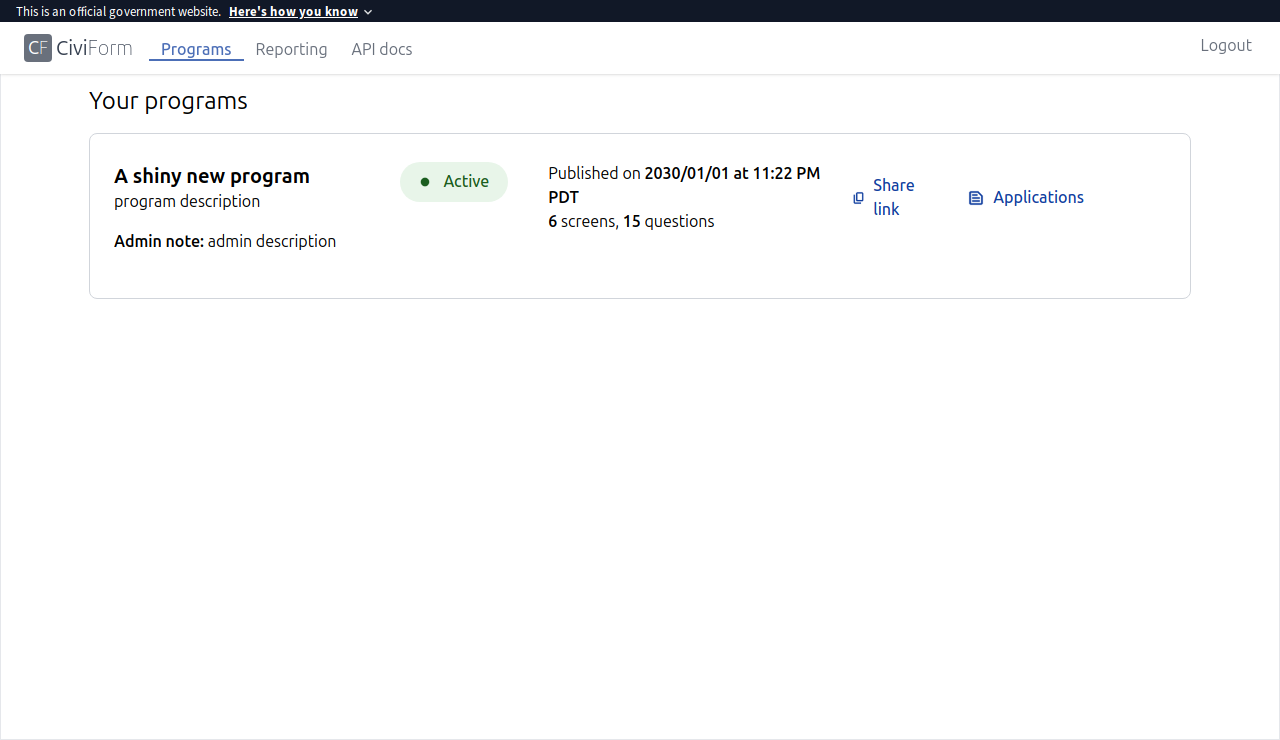 This is an official government website. Here's how you know
CF CiviForm Programs Reporting API docs Logout
Your programs
A shiny new program
program description
Admin note: admin description
Active
Published on 2030/01/01 at 11:22 PM
PDT
6 screens, 15 questions
Share
link
Applications